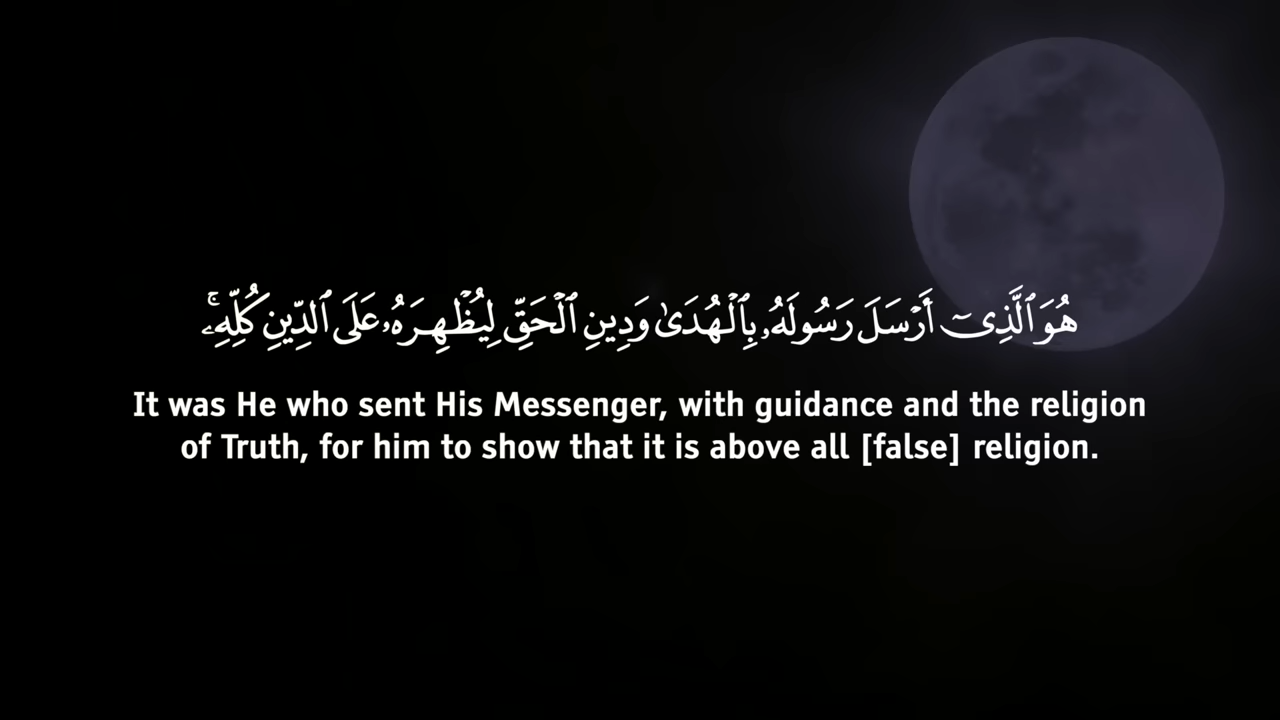 هُوَ ٱلَّذِىٓ أَرْسَلَ رَسُولَهُۥ بِٱلْهُدَىٰ وَدِينِ ٱلْحَقِّ لِيُظْهِرَهُۥ عَلَى ٱلدِّينِ كُلِّهِۦۚ
It was He who sent His Messenger, with guidance and the religion
of Truth, for him to show that it is above all [false] religion.